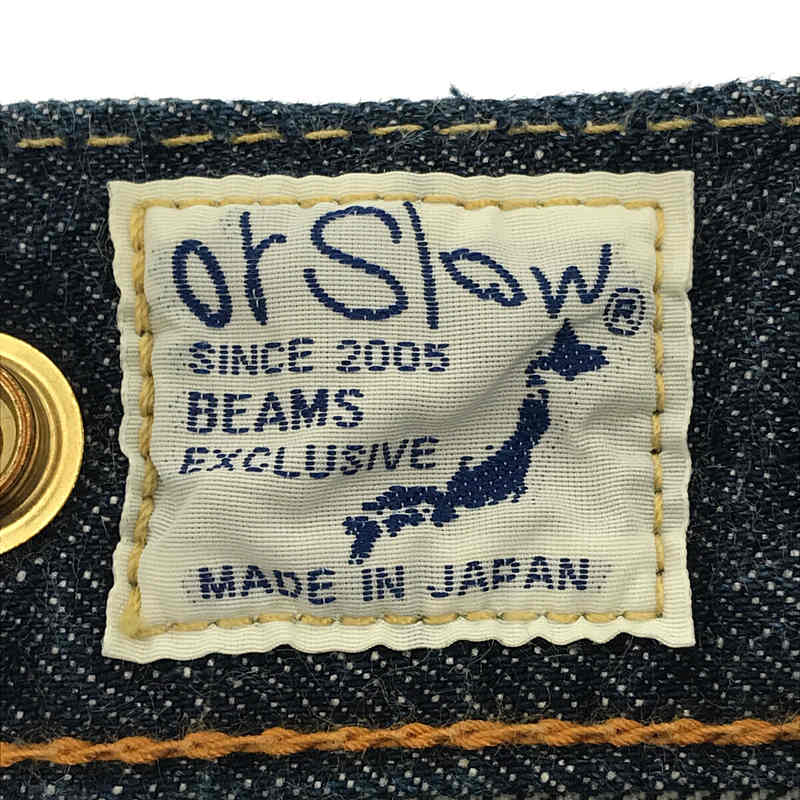 orSlow®
SINCE 2005
BEAMS
EXCLUSIVE
MADE IN JAPAN